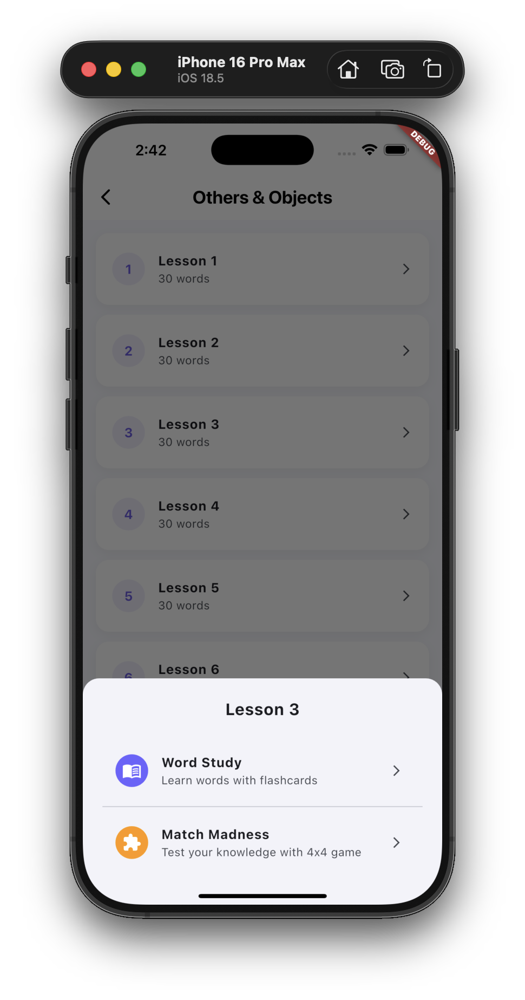 iPhone 16 Pro Max
iOS 18.5
2:42
DEBUG
Others & Objects
1
Lesson 1
30 words
2
Lesson 2
30 words
3
Lesson 3
30 words
4
Lesson 4
30 words
5
Lesson 5
30 words
6
Lesson 6
Lesson 3
Word Study
Learn words with flashcards
Match Madness
Test your knowledge with 4x4 game